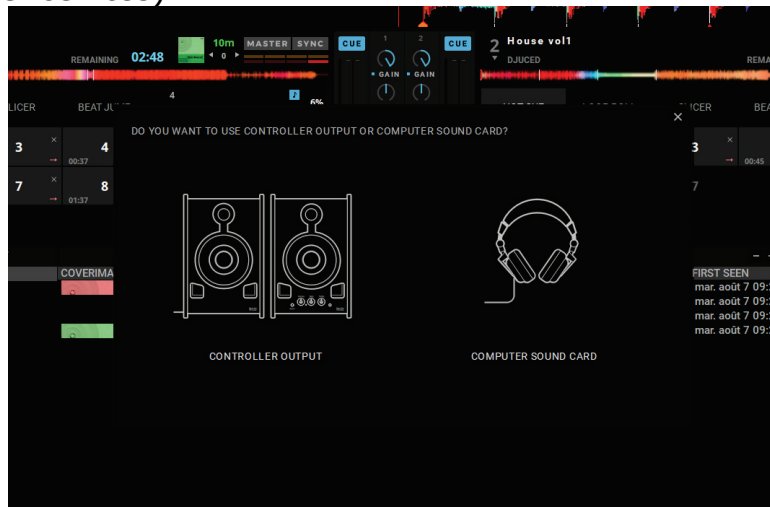 10m MASTER SYNC CUE 1 2 CUE 2 House vol1
REMAINING 02:48 0 DJUCED REMA
GAIN GAIN
4
6%
LICER BEAT JU SLICER BEA
DO YOU WANT TO USE CONTROLLER OUTPUT OR COMPUTER SOUND CARD?
3 4 3
00:37 00:45
7 8 7
01:37
COVERIMA FIRST SEEN
mar. août 7 09:
mar. août 7 09:
mar. août 7 09:
mar. août 7 09:
CONTROLLER OUTPUT COMPUTER SOUND CARD